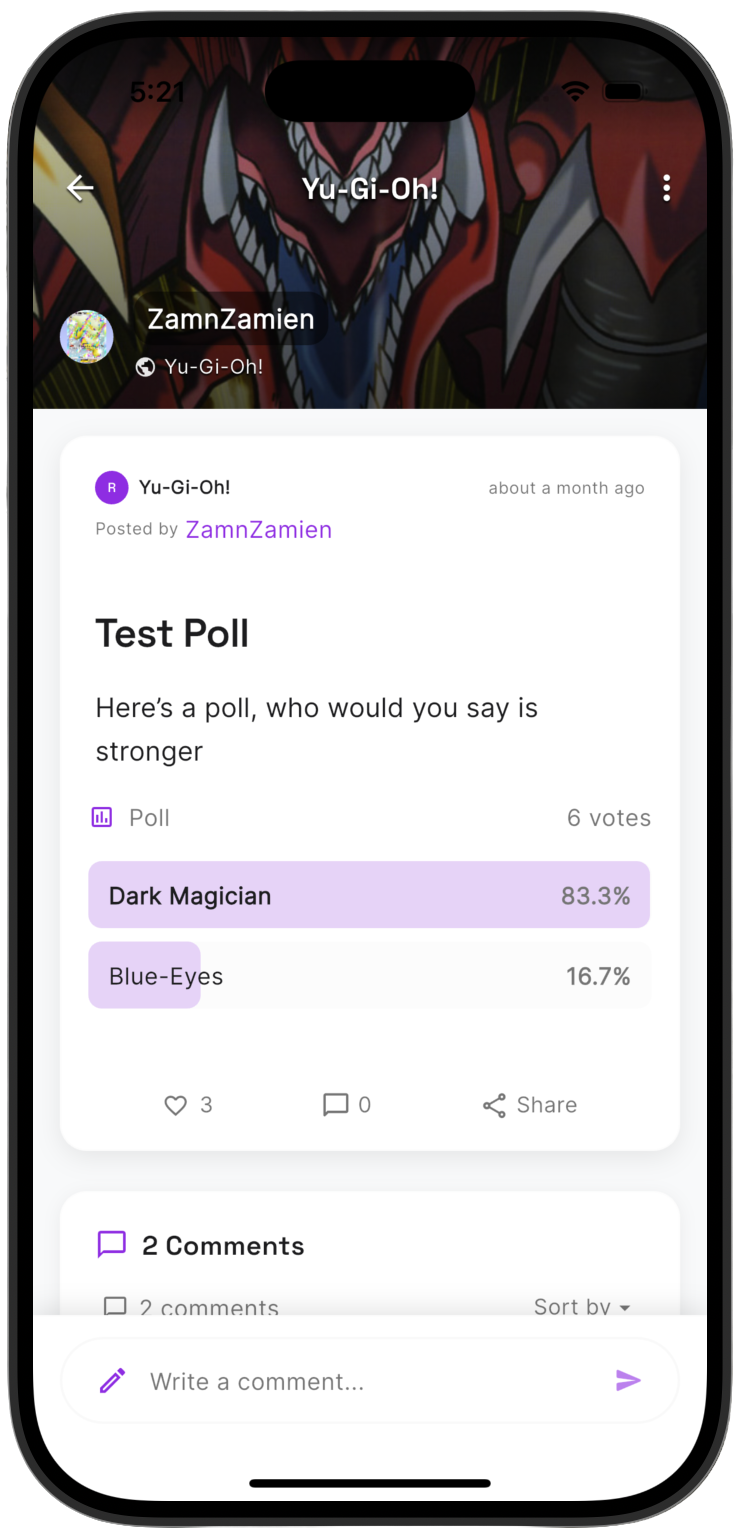 5:21
Yu-Gi-Oh!
ZamnZamien
Yu-Gi-Oh!
R Yu-Gi-Oh! about a month ago
Posted by ZamnZamien
Test Poll
Here’s a poll, who would you say is
stronger
Poll 6 votes
Dark Magician 83.3%
Blue-Eyes 16.7%
3 0 Share
2 Comments
2 comments Sort by
Write a comment...